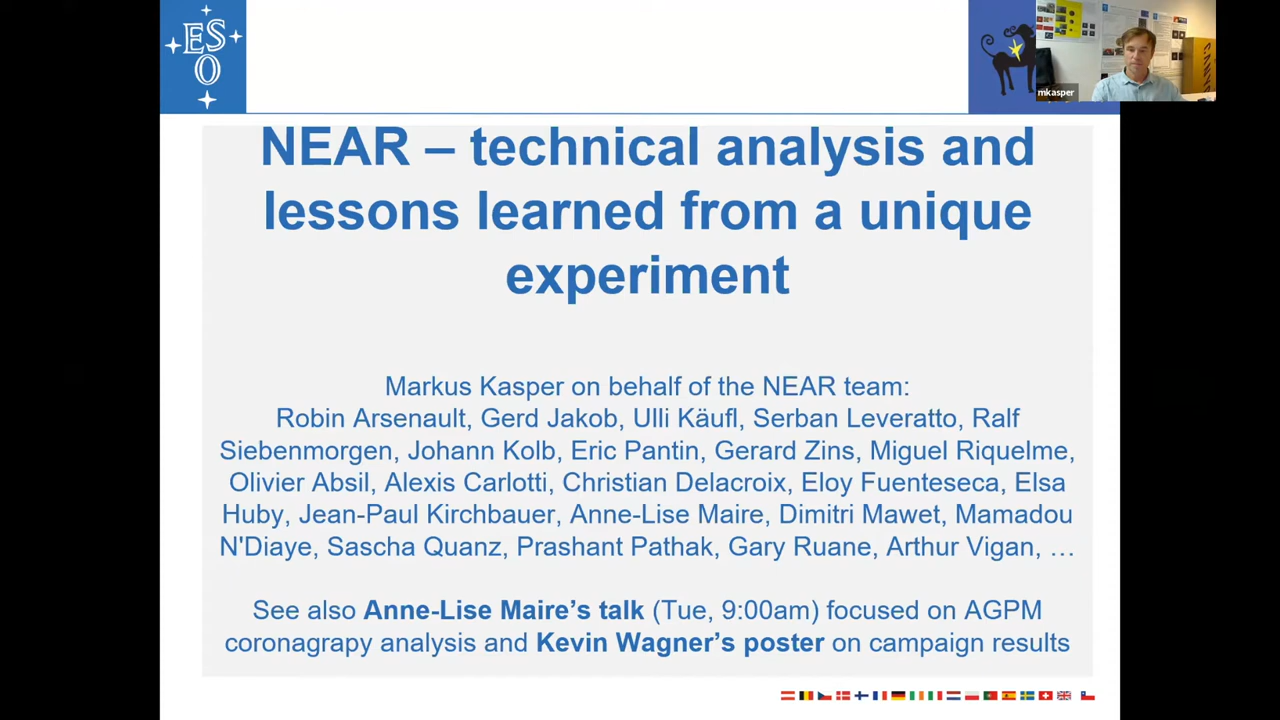 ES
O
mkasper
NEAR – technical analysis and
lessons learned from a unique
experiment
Markus Kasper on behalf of the NEAR team:
Robin Arsenault, Gerd Jakob, Ulli Käufl, Serban Leveratto, Ralf
Siebenmorgen, Johann Kolb, Eric Pantin, Gerard Zins, Miguel Riquelme,
Olivier Absil, Alexis Carlotti, Christian Delacroix, Eloy Fuenteseca, Elsa
Huby, Jean-Paul Kirchbauer, Anne-Lise Maire, Dimitri Mawet, Mamadou
N'Diaye, Sascha Quanz, Prashant Pathak, Gary Ruane, Arthur Vigan, …
See also Anne-Lise Maire’s talk (Tue, 9:00am) focused on AGPM
coronagrapy analysis and Kevin Wagner’s poster on campaign results